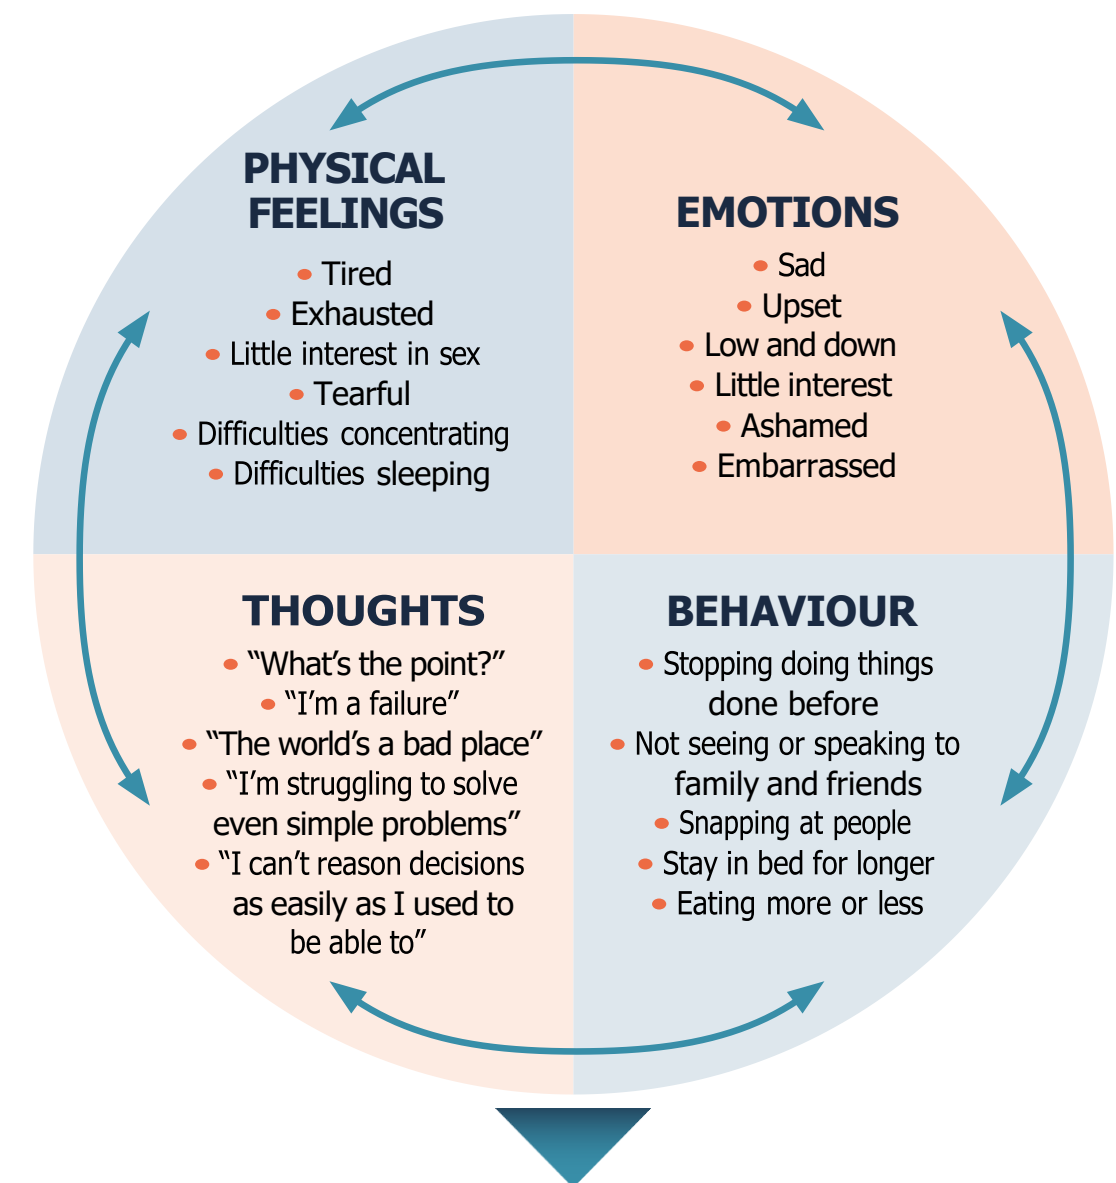 PHYSICAL
FEELINGS
• Tired
• Exhausted
• Little interest in sex
• Tearful
• Difficulties concentrating
• Difficulties sleeping
EMOTIONS
• Sad
• Upset
• Low and down
• Little interest
• Ashamed
• Embarrassed
THOUGHTS
• “What’s the point?”
• “I’m a failure”
• “The world’s a bad place”
• “I’m struggling to solve
even simple problems”
• “I can’t reason decisions
as easily as I used to
be able to”
BEHAVIOUR
• Stopping doing things
done before
• Not seeing or speaking to
family and friends
• Snapping at people
• Stay in bed for longer
• Eating more or less